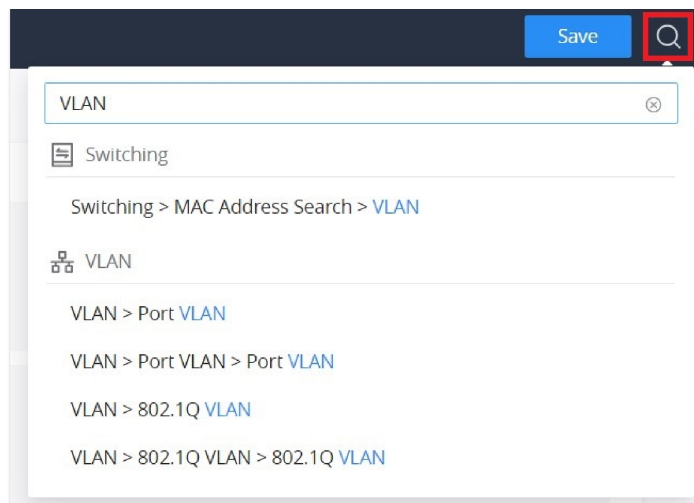 Save
VLAN
Switching
Switching > MAC Address Search > VLAN
VLAN
VLAN > Port VLAN
VLAN > Port VLAN > Port VLAN
VLAN > 802.1Q VLAN
VLAN > 802.1Q VLAN > 802.1Q VLAN